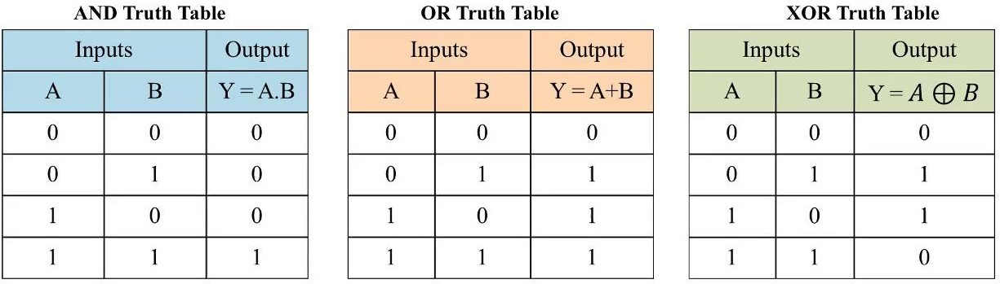 AND Truth Table
Inputs Output
A B Y = A.B
0 0 0
0 1 0
1 0 0
1 1 1
OR Truth Table
Inputs Output
A B Y = A+B
0 0 0
0 1 1
1 0 1
1 1 1
XOR Truth Table
Inputs Output
A B Y = A ⊕ B
0 0 0
0 1 1
1 0 1
1 1 0